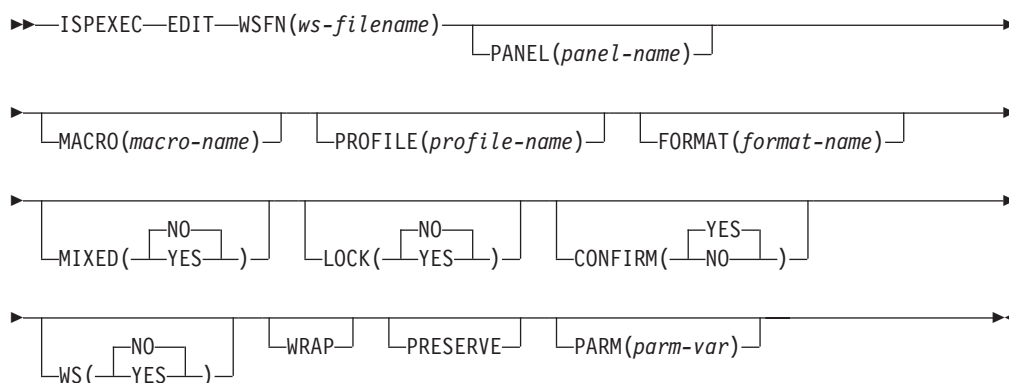 ISPEXEC EDIT WSFN(ws-filename)
PANEL(panel-name)
MACRO(macro-name) PROFILE(profile-name) FORMAT(format-name)
NO NO YES
MIXED( YES ) LOCK( YES ) CONFIRM( NO )
NO WRAP PRESERVE PARM(parm-var)
WS( YES )